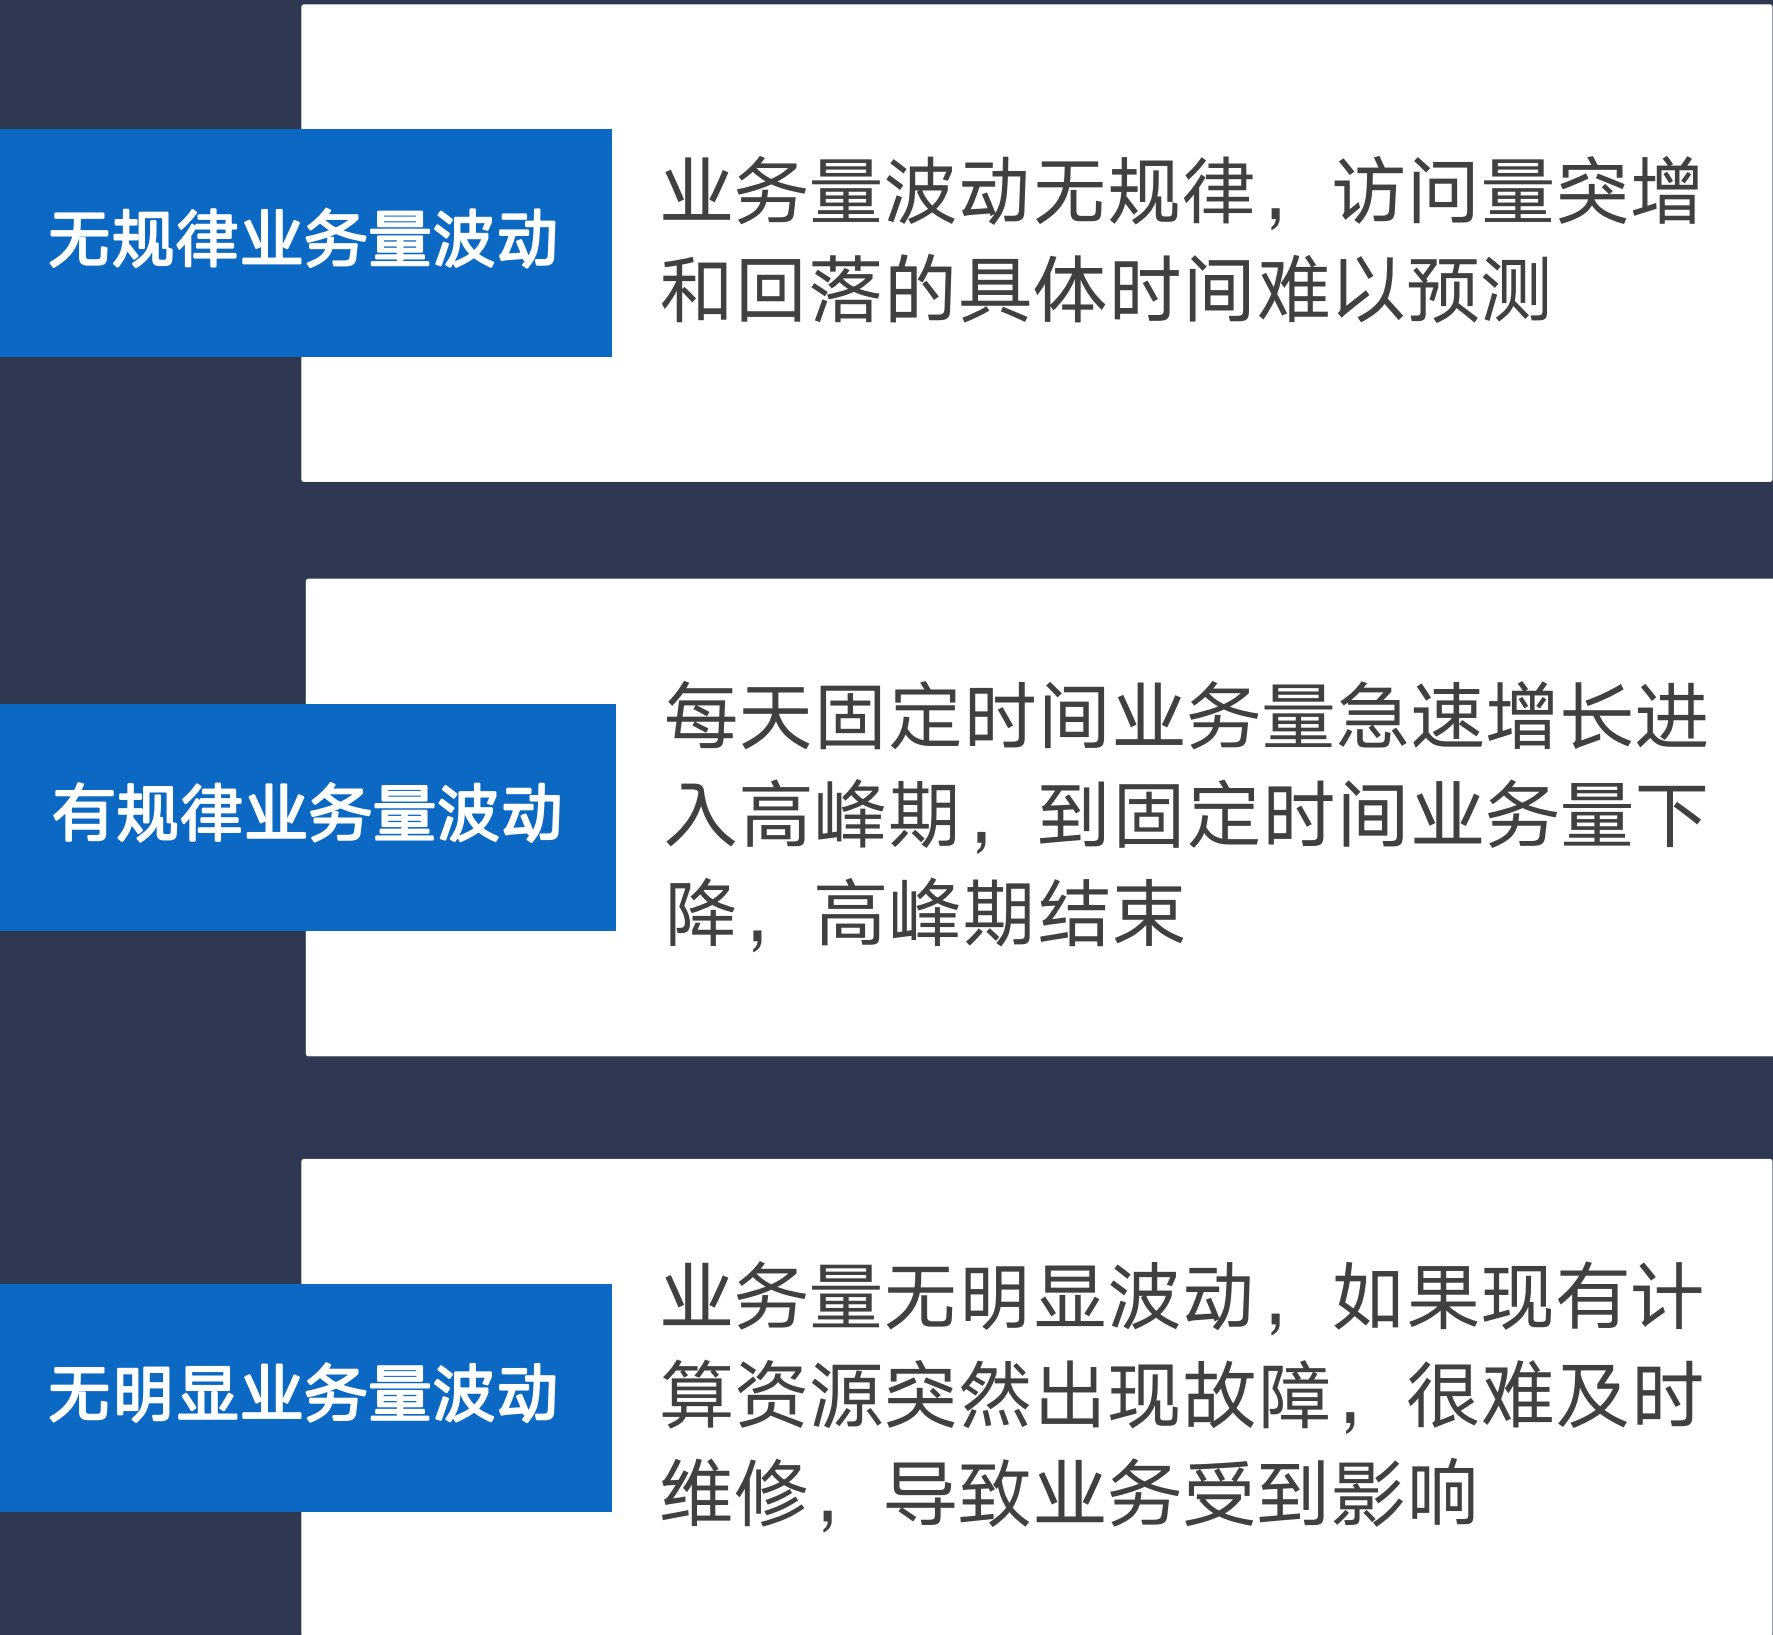 无规律业务量波动
业务量波动无规律，访问量突增
和回落的具体时间难以预测
有规律业务量波动
每天固定时间业务量急速增长进
入高峰期，到固定时间业务量下
降，高峰期结束
无明显业务量波动
业务量无明显波动，如果现有计
算资源突然出现故障，很难及时
维修，导致业务受到影响